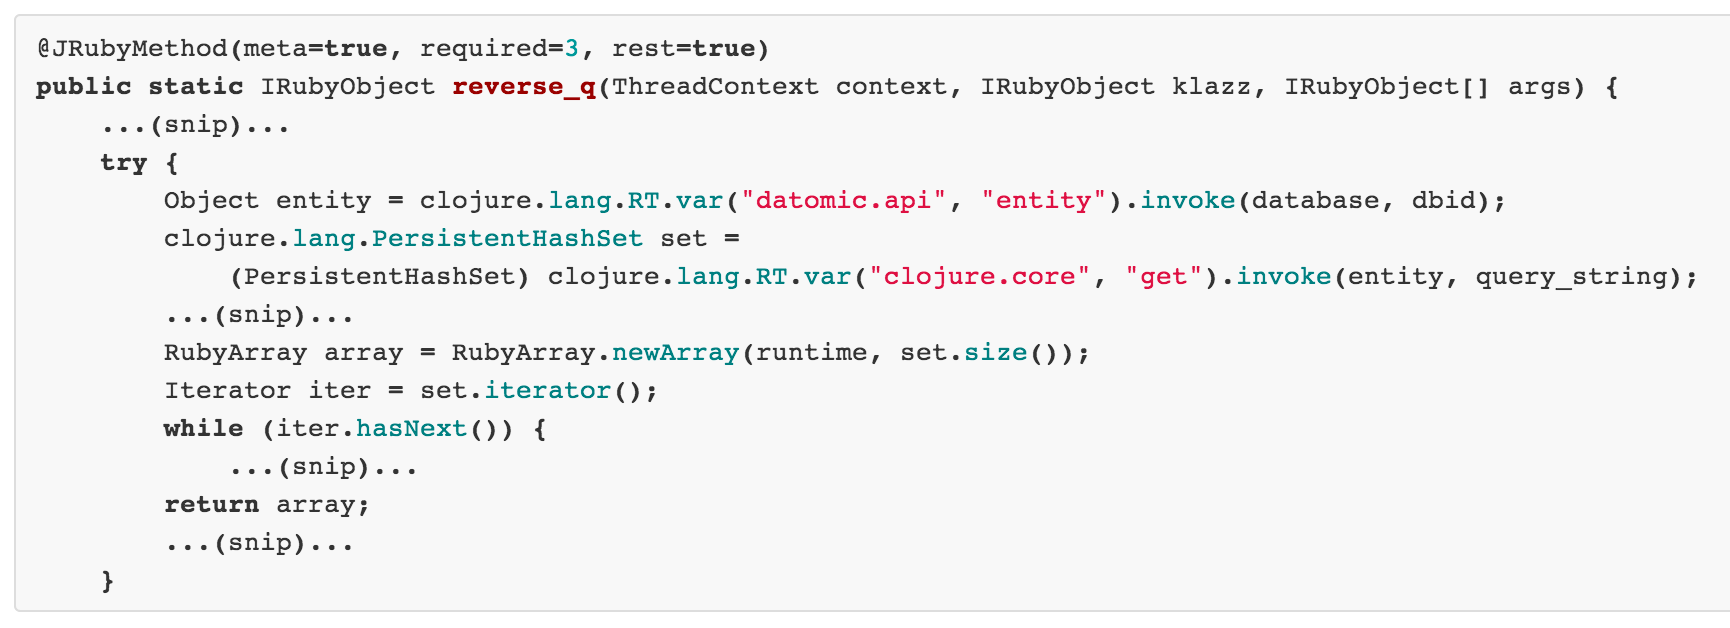 @JRubyMethod(meta=true, required=3, rest=true)
public static IRubyObject reverse_q(ThreadContext context, IRubyObject klazz, IRubyObject[] args) {
    ...(snip)...
    try {
        Object entity = clojure.lang.RT.var("datomic.api", "entity").invoke(database, dbid);
        clojure.lang.PersistentHashSet set =
            (PersistentHashSet) clojure.lang.RT.var("clojure.core", "get").invoke(entity, query_string);
        ...(snip)...
        RubyArray array = RubyArray.newArray(runtime, set.size());
        Iterator iter = set.iterator();
        while (iter.hasNext()) {
            ...(snip)...
        return array;
        ...(snip)...
    }